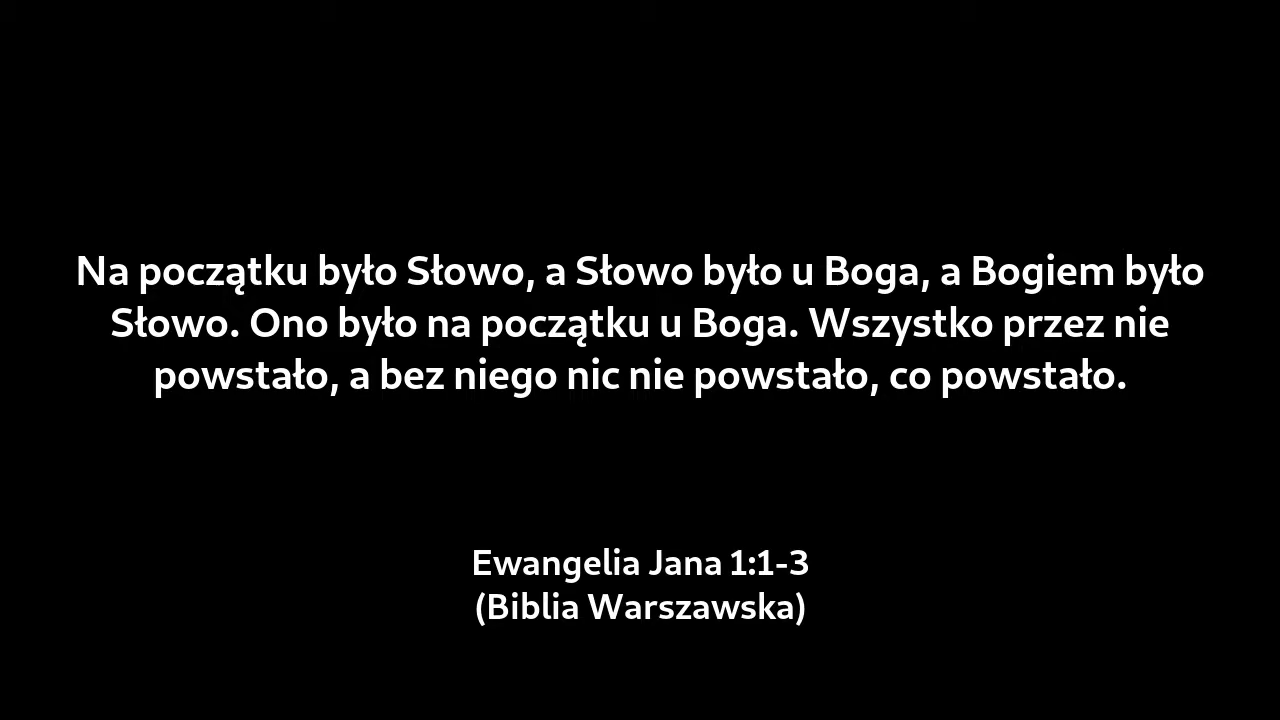 Na początku było Słowo, a Słowo było u Boga, a Bogiem było
Słowo. Ono było na początku u Boga. Wszystko przez nie
powstało, a bez niego nic nie powstało, co powstało.
Ewangelia Jana 1:1-3
(Biblia Warszawska)